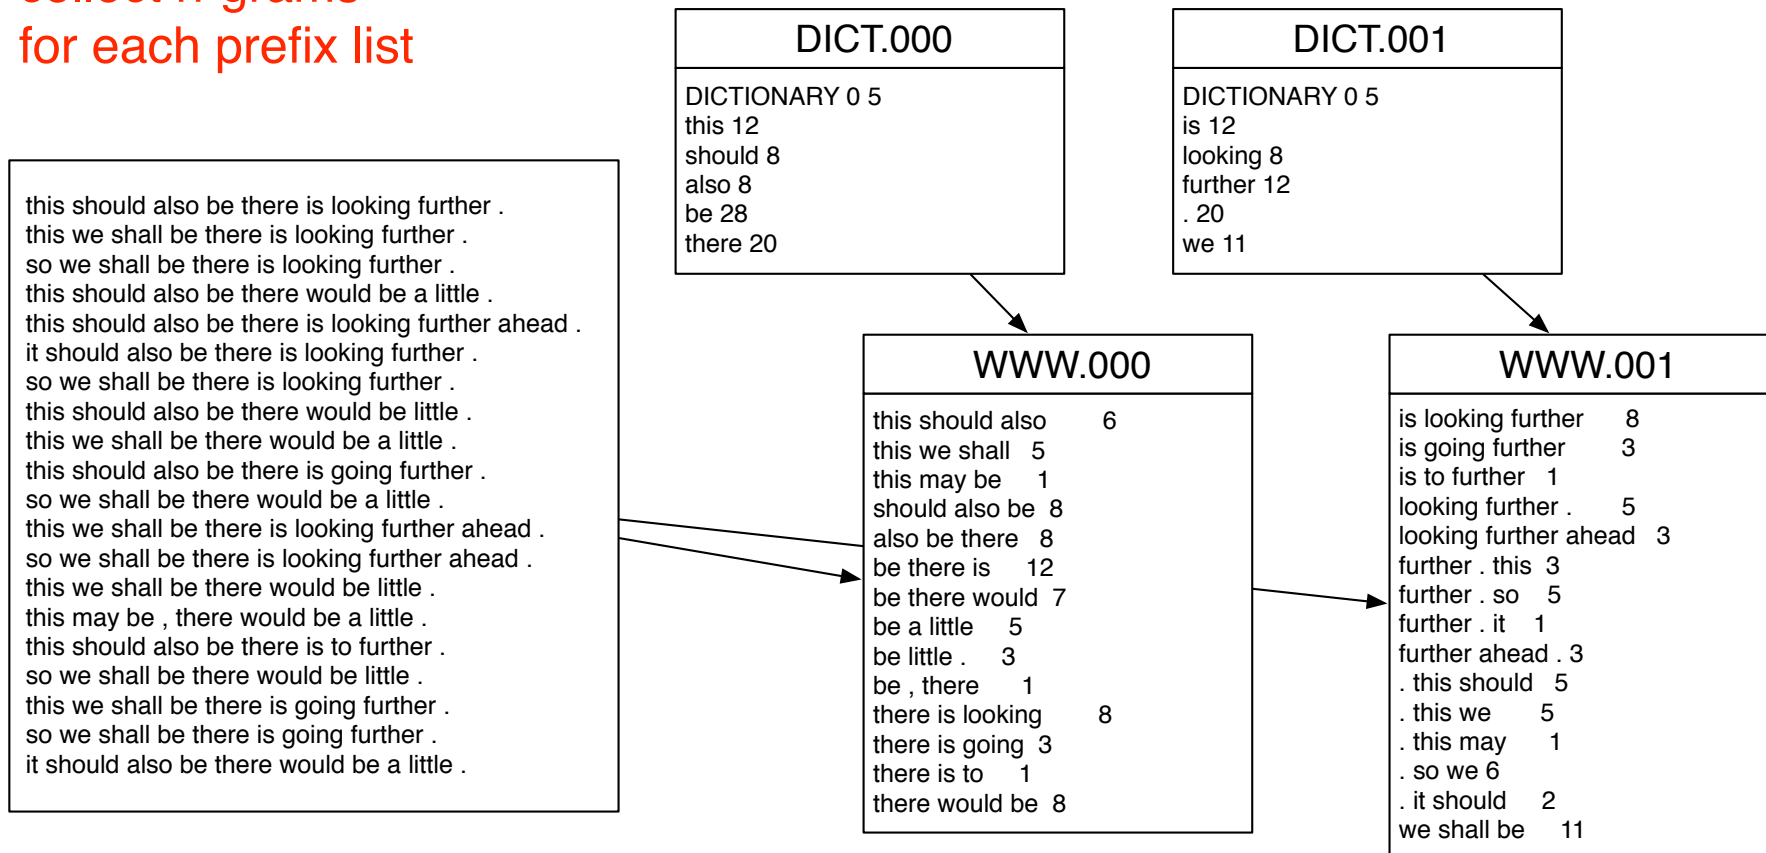 collect n-grams
for each prefix list
DICT.000
DICTIONARY 0 5
this 12
should 8
also 8
be 28
there 20
DICT.001
DICTIONARY 0 5
is 12
looking 8
further 12
. 20
we 11
this should also be there is looking further .
this we shall be there is looking further .
so we shall be there is looking further .
this should also be there would be a little .
this should also be there is looking further ahead .
it should also be there is looking further .
so we shall be there is looking further .
this should also be there would be little .
this we shall be there would be a little .
this should also be there is going further .
so we shall be there would be a little .
this we shall be there is looking further ahead .
so we shall be there is looking further ahead .
this we shall be there would be little .
this may be , there would be a little .
this should also be there is to further .
so we shall be there would be little .
this we shall be there is going further .
so we shall be there is going further .
it should also be there would be a little .
WWW.000
this should also 6
this we shall 5
this may be 1
should also be 8
also be there 8
be there is 12
be there would 7
be a little 5
be little . 3
be , there 1
there is looking 8
there is going 3
there is to 1
there would be 8
WWW.001
is looking further 8
is going further 3
is to further 1
looking further . 5
looking further ahead 3
further . this 3
further . so 5
further . it 1
further ahead . 3
. this should 5
. this we 5
. this may 1
. so we 6
. it should 2
we shall be 11